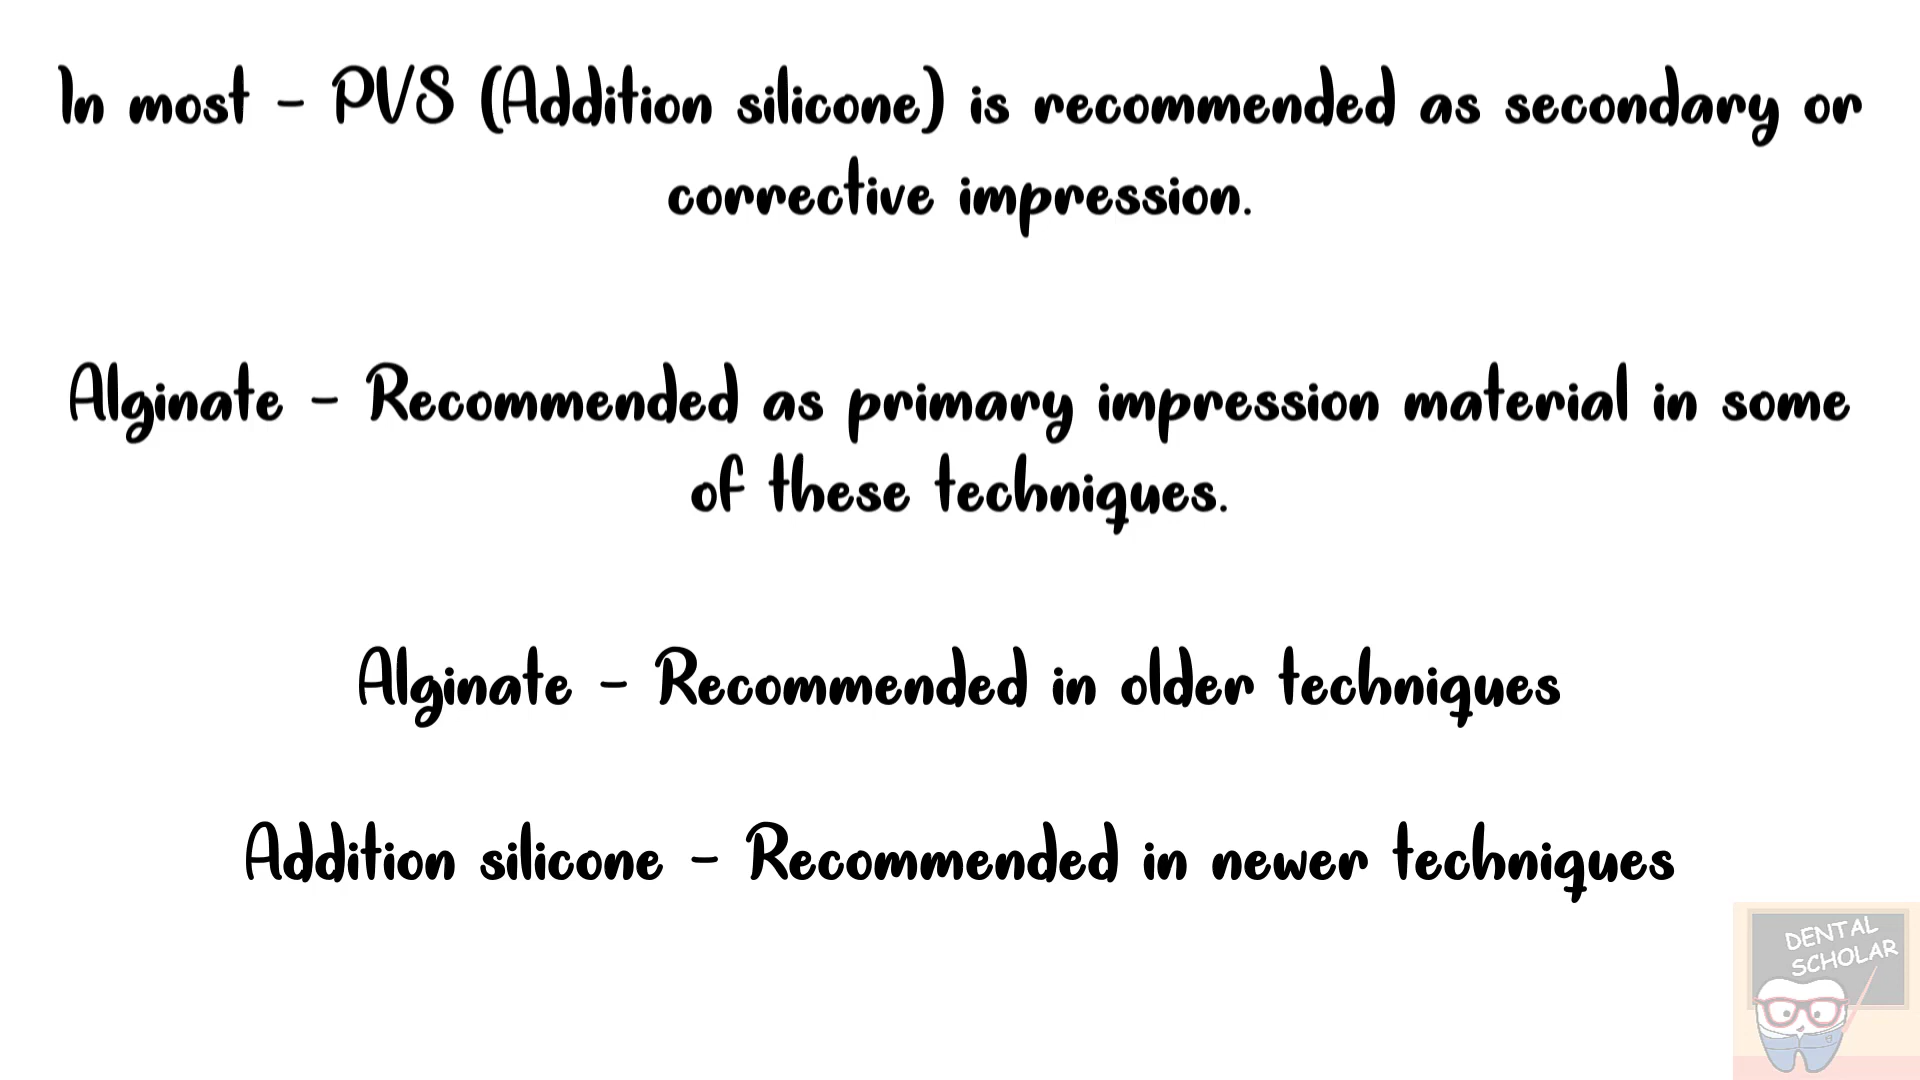 In most - PVS (Addition silicone) is recommended as secondary or
corrective impression.
Alginate - Recommended as primary impression material in some
of these techniques.
Alginate - Recommended in older techniques
Addition silicone - Recommended in newer techniques
DENTAL
SCHOLAR